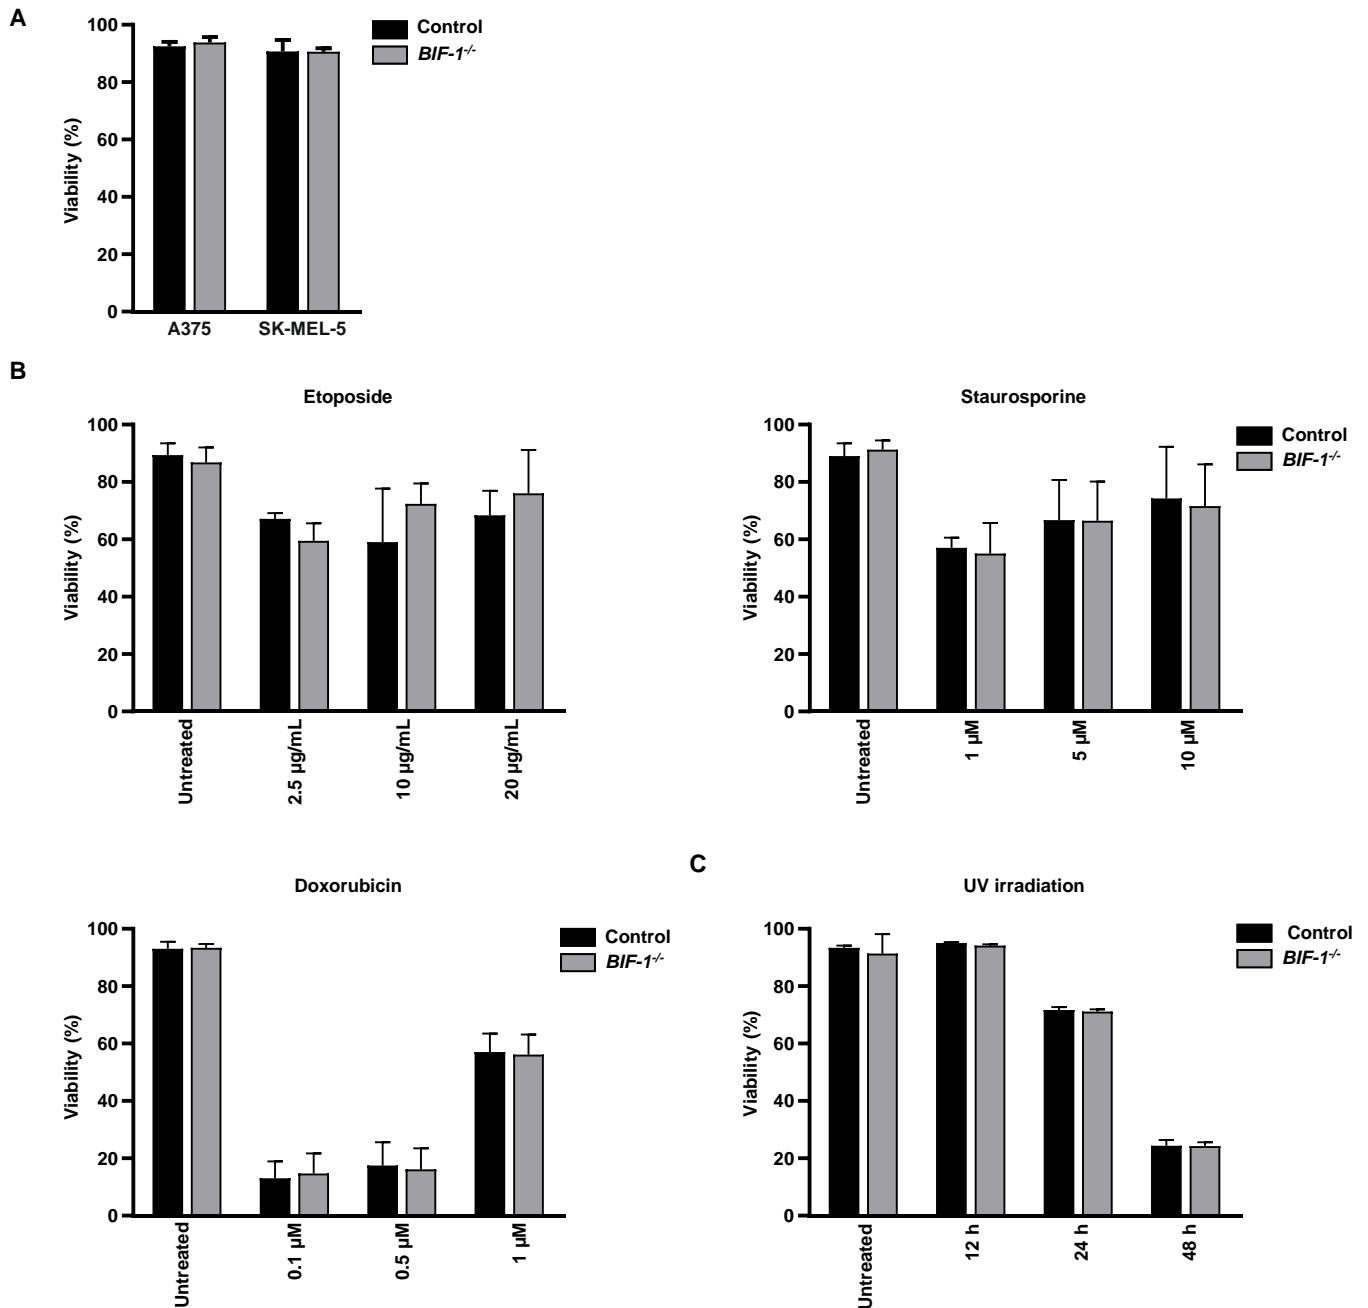 A
100
80
60
40
20
0
Viability (%)
A375 SK-MEL-5
Control
BIF-1-/-
B
Etoposide
100
80
60
40
20
0
Viability (%)
Untreated
2.5 µg/mL
10 µg/mL
20 µg/mL
Staurosporine
100
80
60
40
20
0
Viability (%)
Untreated
1 µM
5 µM
10 µM
Control
BIF-1-/-
Doxorubicin
100
80
60
40
20
0
Viability (%)
Untreated
0.1 µM
0.5 µM
1 µM
Control
BIF-1-/-
C
UV irradiation
100
80
60
40
20
0
Viability (%)
Untreated
12 h
24 h
48 h
Control
BIF-1-/-